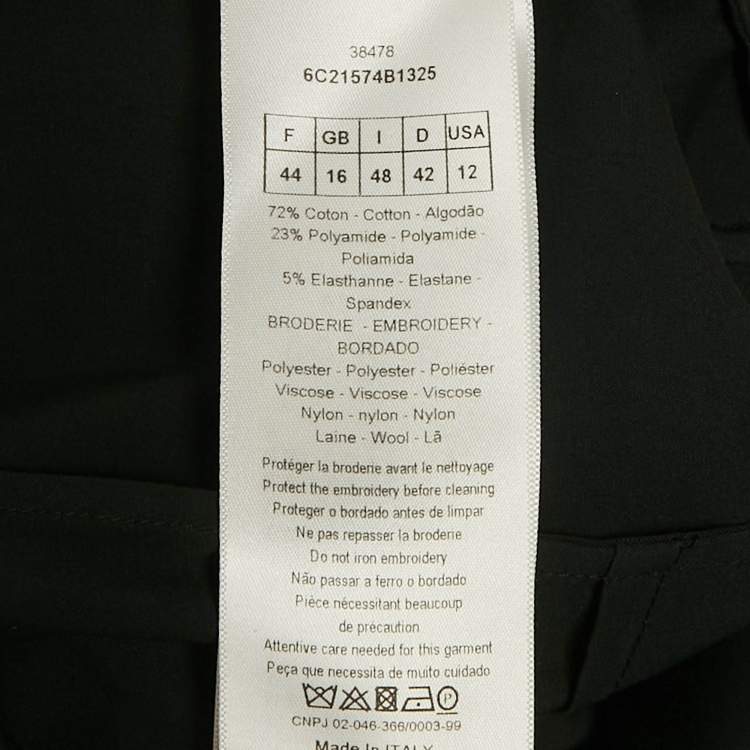 38478
6C21574B1325
F GB I D USA
44 16 48 42 12
72% Coton - Cotton - Algodão
23% Polyamide - Polyamide -
Poliamida
5% Elasthanne - Elastane -
Spandex
BRODERIE - EMBROIDERY -
BORDADO
Polyester - Polyester - Poliéster
Viscose - Viscose - Viscose
Nylon - nylon - Nylon
Laine - Wool - Lã
Protéger la broderie avant le nettoyage
Protect the embroidery before cleaning
Proteger o bordado antes de limpar
Ne pas repasser la broderie
Do not iron embroidery
Não passar a ferro o bordado
Pièce nécessitant beaucoup
de précaution
Attentive care needed for this garment
Peça que necessita de muito cuidado
P
CNPJ 02-046-366/0003-99
Made In ITALY